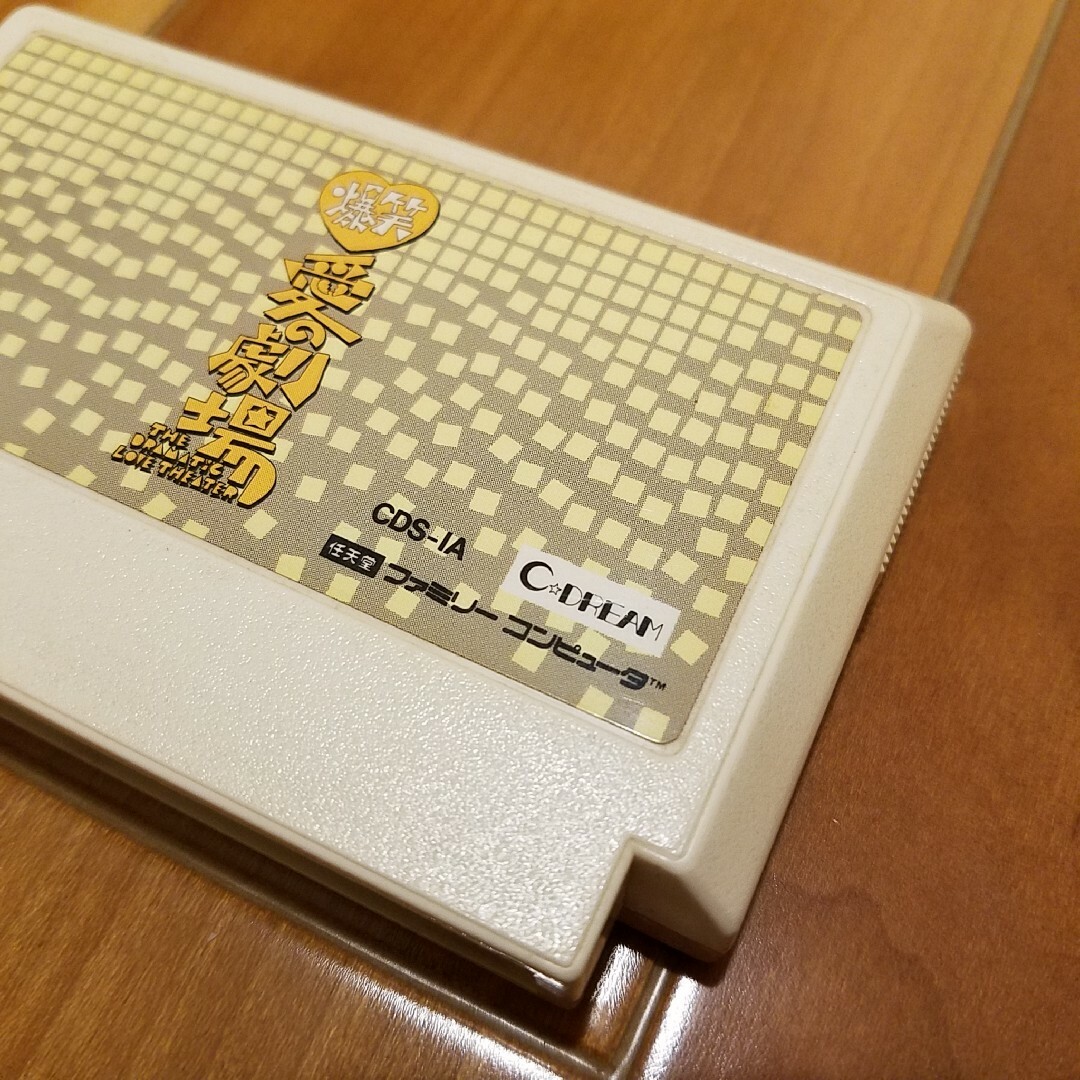 爆笑
愛の劇場
THE
DRAMATIC
LOVE THEATER
CDS-IA
C☆DREAM
任天堂 ファミリー コンピュータ™